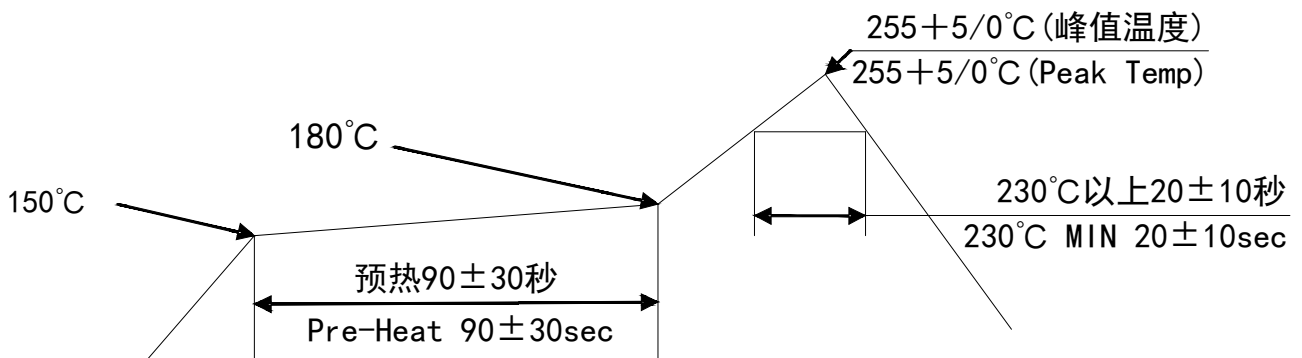 255+5/0℃(峰值温度)
255+5/0℃(Peak Temp)
180℃
150℃
230℃以上20±10秒
230℃ MIN 20±10sec
预热90±30秒
Pre-Heat 90±30sec